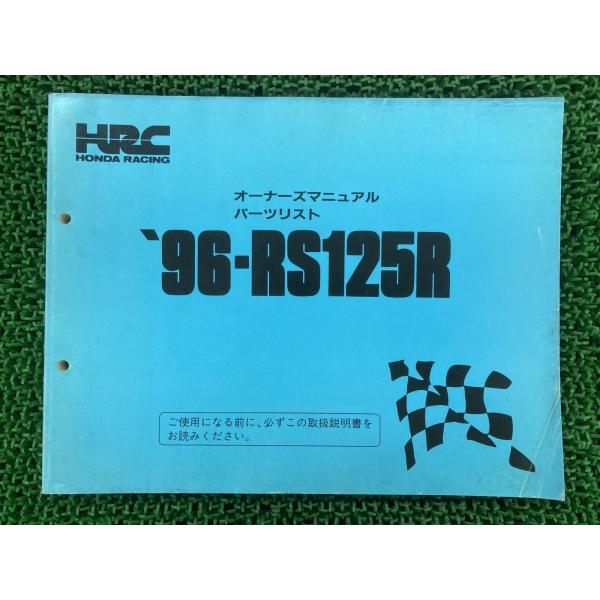 HRC
HONDA RACING
オーナーズマニュアル
パーツリスト
`96-RS125R
ご使用になる前に、必ずこの取扱説明書を
お読みください。